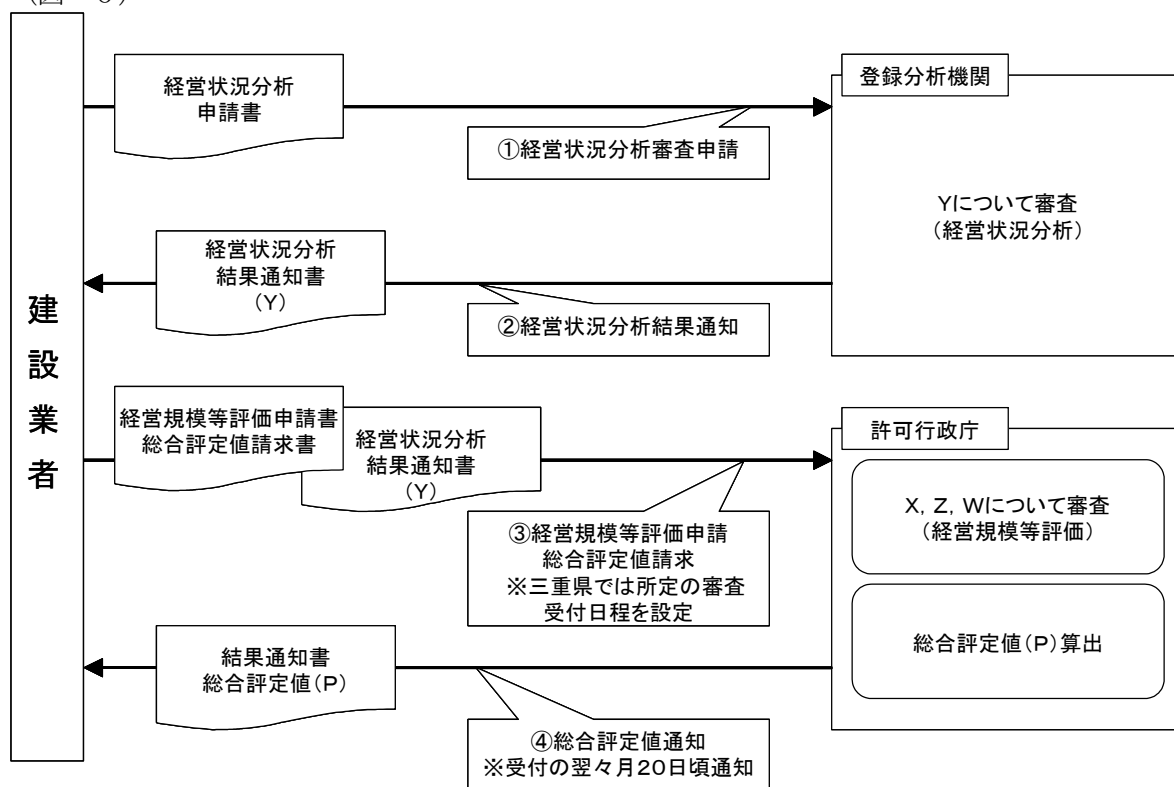 建設業者
経営状況分析
申請書
①経営状況分析審査申請
登録分析機関
Yについて審査
(経営状況分析)
経営状況分析
結果通知書
(Y)
②経営状況分析結果通知
経営規模等評価申請書
総合評定値請求書
経営状況分析
結果通知書
(Y)
③経営規模等評価申請
総合評定値請求
※三重県では所定の審査
受付日程を設定
許可行政庁
X,Z,Wについて審査
(経営規模等評価)
総合評定値(P)算出
結果通知書
総合評定値(P)
④総合評定値通知
※受付の翌々月20日頃通知